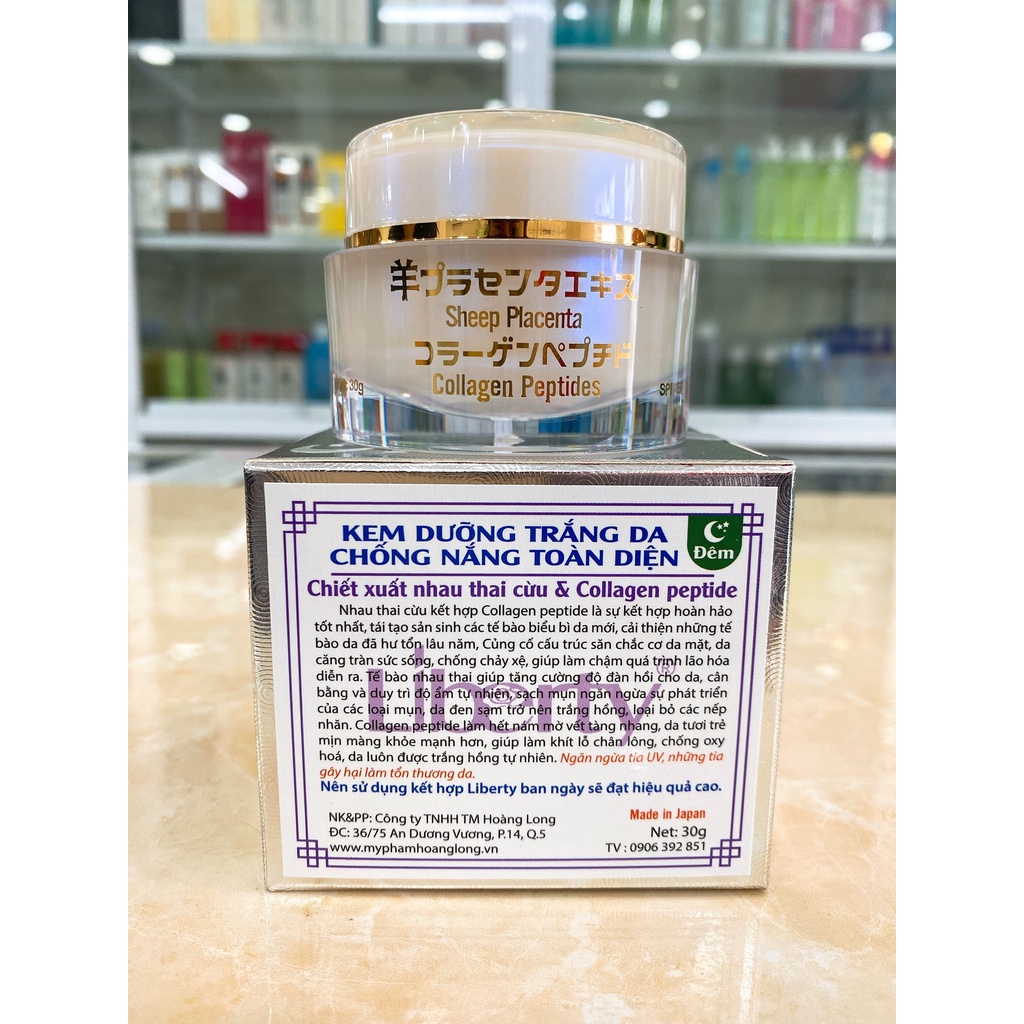 羊プラセンタエキス
Sheep Placenta
コラーゲンペプチド
Collagen Peptides
30g
KEM DƯỠNG TRẮNG DA
CHỐNG NẮNG TOÀN DIỆN
Đêm
Chiết xuất nhau thai cừu & Collagen peptide
Nhau thai cừu kết hợp Collagen peptide là sự kết hợp hoàn hảo
tốt nhất, tái tạo sản sinh các tế bào biểu bì da mới, cải thiện những tế
bào da đã hư tổn lâu năm, Củng cố cấu trúc săn chắc cơ da mặt, da
căng tràn sức sống, chống chảy xệ, giúp làm chậm quá trình lão hóa
diễn ra. Tế bào nhau thai giúp tăng cường độ đàn hồi cho da, cân
bằng và duy trì độ ẩm tự nhiên, sạch mụn ngăn ngừa sự phát triển
của các loại mụn, da đen sạm trở nên trắng hồng, loại bỏ các nếp
nhăn. Collagen peptide làm hết nám mờ vết tàng nhang, da tươi trẻ
mịn màng khỏe mạnh hơn, giúp làm khít lỗ chân lông, chống oxy
hoá, da luôn được trắng hồng tự nhiên. Ngăn ngừa tia UV, những tia
gây hại làm tổn thương da.
Liberty®
Nên sử dụng kết hợp Liberty ban ngày sẽ đạt hiệu quả cao.
NK&PP: Công ty TNHH TM Hoàng Long
ĐC: 36/75 An Dương Vương, P.14, Q.5
www.myphamhoanglong.vn
Made in Japan
Net: 30g
TV : 0906 392 851